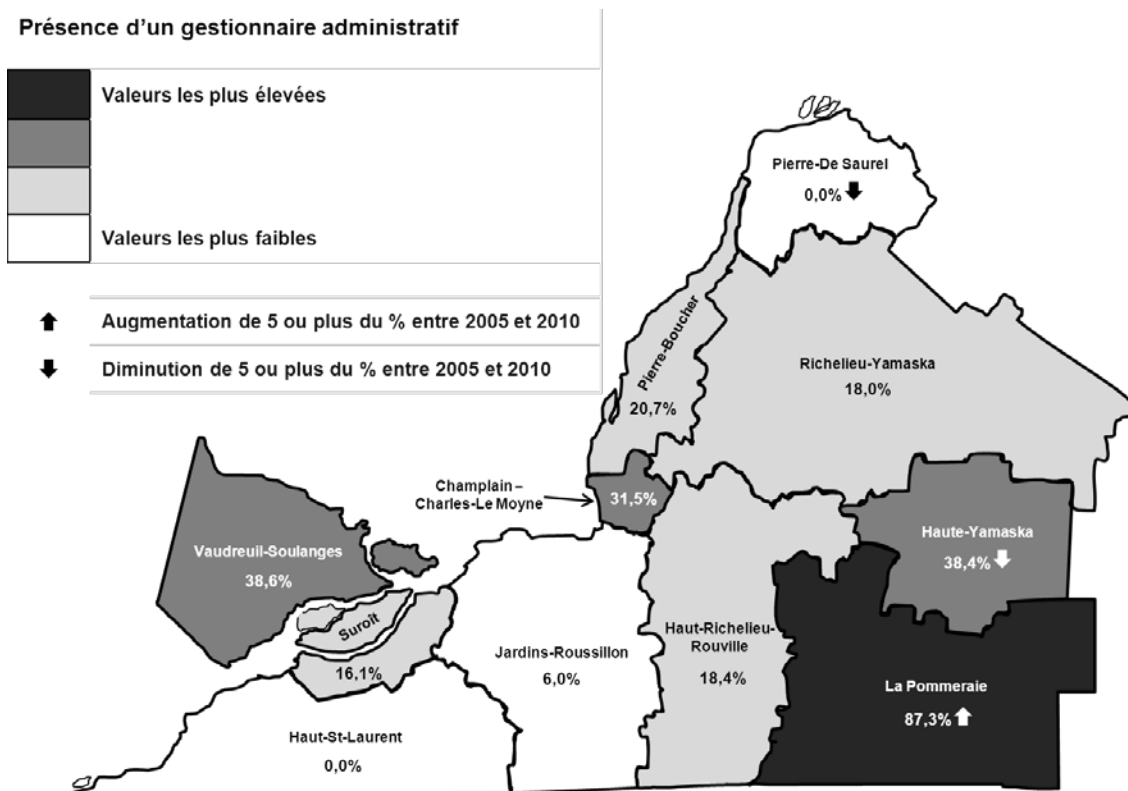 Présence d'un gestionnaire administratif
Valeurs les plus élevées
Valeurs les plus faibles
Augmentation de 5 ou plus du % entre 2005 et 2010
Diminution de 5 ou plus du % entre 2005 et 2010
Pierre-De Saurel
0,0%
Pierre-Boucher
20,7%
Richelieu-Yamaska
18,0%
Champlain –
Charles-Le Moyne
31,5%
Vaudreuil-Soulanges
38,6%
Haute-Yamaska
38,4%
Suroît
16,1%
Jardins-Roussillon
6,0%
Haut-Richelieu-
Rouville
18,4%
La Pommeraie
87,3%
Haut-St-Laurent
0,0%